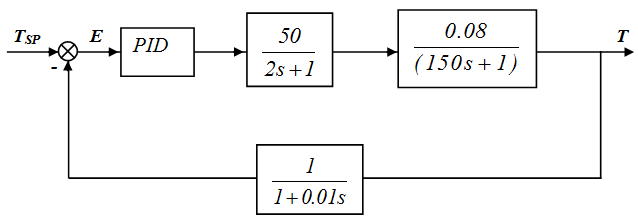 T_SP E PID 50/(2s+1) 0.08/(150s+1) T
-
1/(1+0.01s)